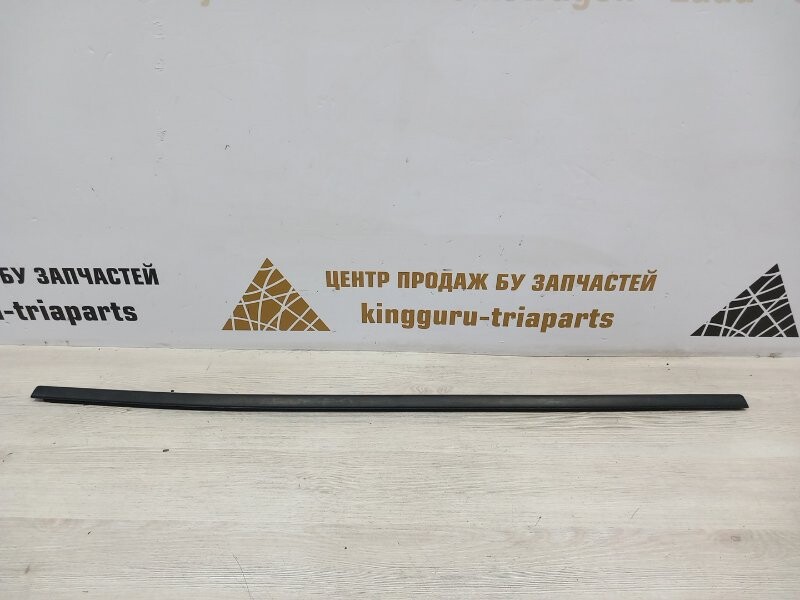 БУ ЗАПЧАСТЕЙ
-triaparts
ЦЕНТР ПРОДАЖ БУ ЗАПЧАСТЕЙ
kingguru-triaparts